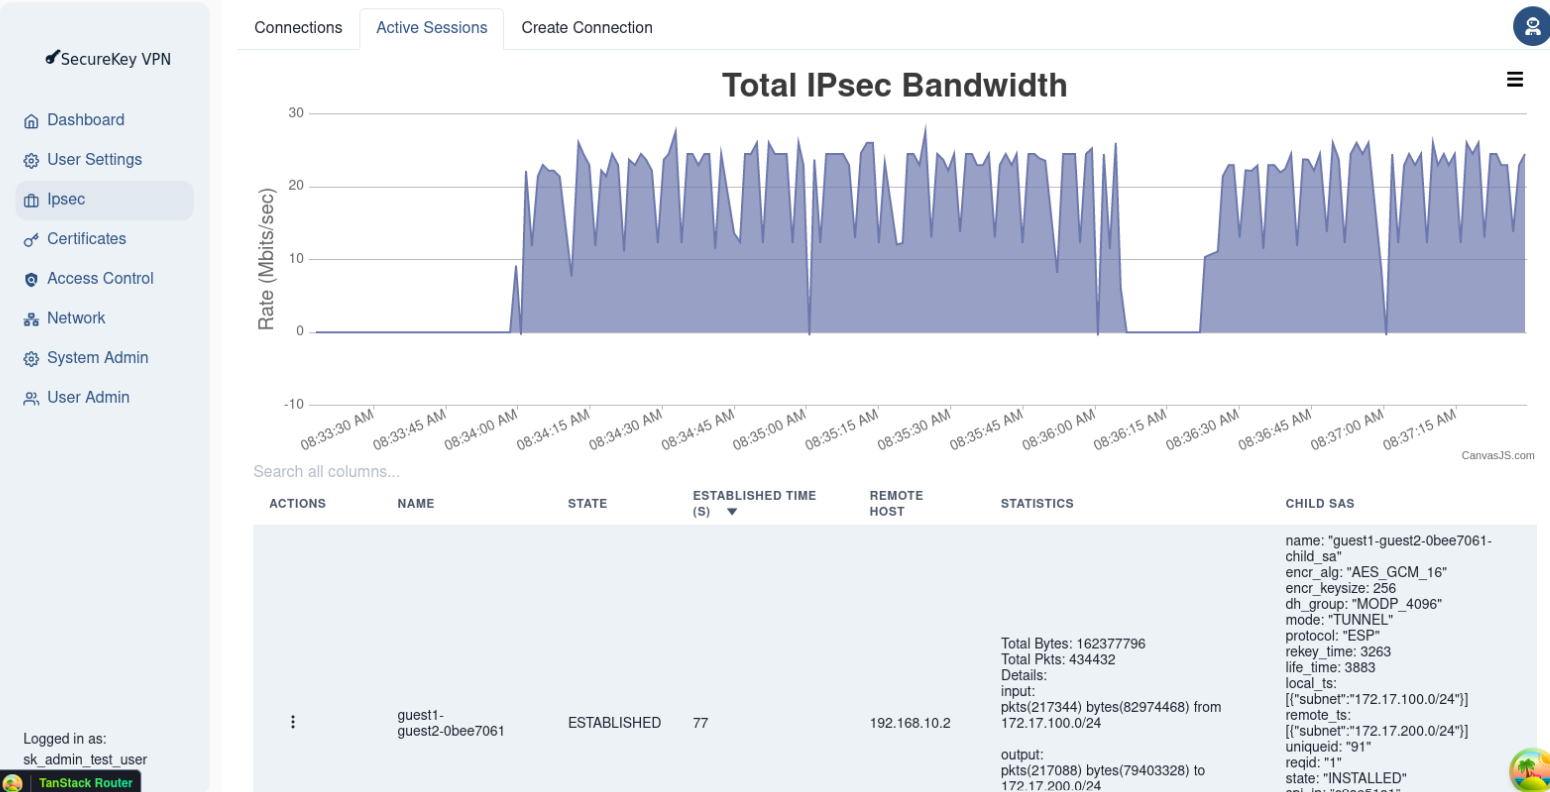 SecureKey VPN
Dashboard
User Settings
Ipsec
Certificates
Access Control
Network
System Admin
User Admin
Logged in as:
sk_admin_test_user
TanStack Router
Connections
Active Sessions
Create Connection
Total IPsec Bandwidth
Rate (Mbits/sec)
30
20
10
0
-10
08:33:30 AM
08:33:45 AM
08:34:00 AM
08:34:15 AM
08:34:30 AM
08:34:45 AM
08:35:00 AM
08:35:15 AM
08:35:30 AM
08:35:45 AM
08:36:00 AM
08:36:15 AM
08:36:30 AM
08:36:45 AM
08:37:00 AM
08:37:15 AM
CanvasJS.com
Search all columns...
ACTIONS
NAME
STATE
ESTABLISHED TIME
(S)
REMOTE
HOST
STATISTICS
CHILD SAS
guest1-
guest2-0bee7061
ESTABLISHED
77
192.168.10.2
Total Bytes: 162377796
Total Pkts: 434432
Details:
input:
pkts(217344) bytes(82974468) from
172.17.100.0/24
output:
pkts(217088) bytes(79403328) to
172.17.200.0/24
name: "guest1-guest2-0bee7061-
child_sa"
encr_alg: "AES_GCM_16"
encr_keysize: 256
dh_group: "MODP_4096"
mode: "TUNNEL"
protocol: "ESP"
rekey_time: 3263
life_time: 3883
local_ts:
[{"subnet":"172.17.100.0/24"}]
remote_ts:
[{"subnet":"172.17.200.0/24"}]
uniqueid: "91"
reqid: "1"
state: "INSTALLED"